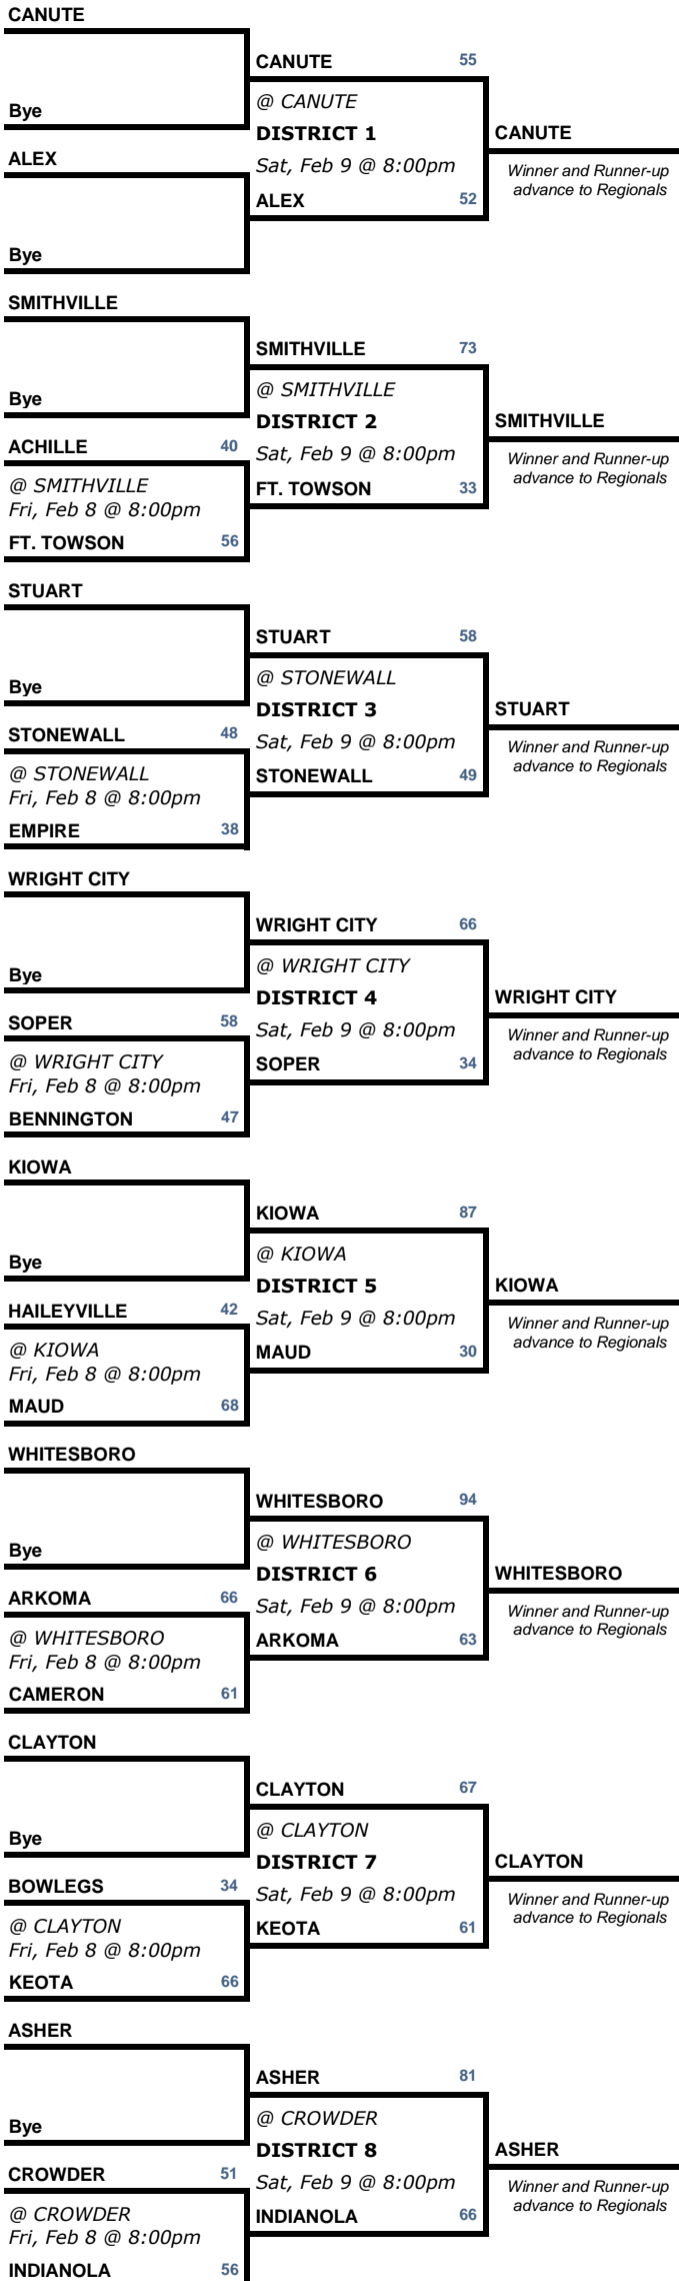 CANUTE
CANUTE 55
@ CANUTE
Bye
DISTRICT 1
CANUTE
ALEX
Sat, Feb 9 @ 8:00pm
Winner and Runner-up
advance to Regionals
ALEX 52
Bye
SMITHVILLE
SMITHVILLE 73
@ SMITHVILLE
Bye
DISTRICT 2
SMITHVILLE
ACHILLE 40
Sat, Feb 9 @ 8:00pm
Winner and Runner-up
advance to Regionals
@ SMITHVILLE
FT. TOWSON 33
Fri, Feb 8 @ 8:00pm
FT. TOWSON 56
STUART
STUART 58
@ STONEWALL
Bye
DISTRICT 3
STUART
STONEWALL 48
Sat, Feb 9 @ 8:00pm
Winner and Runner-up
advance to Regionals
@ STONEWALL
STONEWALL 49
Fri, Feb 8 @ 8:00pm
EMPIRE 38
WRIGHT CITY
WRIGHT CITY 66
@ WRIGHT CITY
Bye
DISTRICT 4
WRIGHT CITY
SOPER 58
Sat, Feb 9 @ 8:00pm
Winner and Runner-up
advance to Regionals
@ WRIGHT CITY
SOPER 34
Fri, Feb 8 @ 8:00pm
BENNINGTON 47
KIOWA
KIOWA 87
@ KIOWA
Bye
DISTRICT 5
KIOWA
HAILEYVILLE 42
Sat, Feb 9 @ 8:00pm
Winner and Runner-up
advance to Regionals
@ KIOWA
MAUD 30
Fri, Feb 8 @ 8:00pm
MAUD 68
WHITESBORO
WHITESBORO 94
@ WHITESBORO
Bye
DISTRICT 6
WHITESBORO
ARKOMA 66
Sat, Feb 9 @ 8:00pm
Winner and Runner-up
advance to Regionals
@ WHITESBORO
ARKOMA 63
Fri, Feb 8 @ 8:00pm
CAMERON 61
CLAYTON
CLAYTON 67
@ CLAYTON
Bye
DISTRICT 7
CLAYTON
BOWLEGS 34
Sat, Feb 9 @ 8:00pm
Winner and Runner-up
advance to Regionals
@ CLAYTON
KEOTA 61
Fri, Feb 8 @ 8:00pm
KEOTA 66
ASHER
ASHER 81
@ CROWDER
Bye
DISTRICT 8
ASHER
CROWDER 51
Sat, Feb 9 @ 8:00pm
Winner and Runner-up
advance to Regionals
@ CROWDER
INDIANOLA 66
Fri, Feb 8 @ 8:00pm
INDIANOLA 56